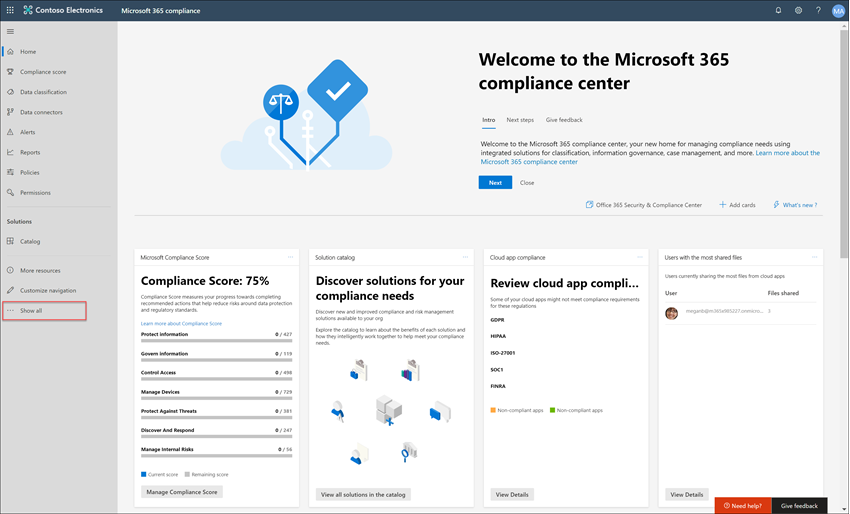 Contoso Electronics
Microsoft 365 compliance
?
MA
Home
Compliance score
Data classification
Data connectors
Alerts
Reports
Policies
Permissions
Solutions
Catalog
More resources
Customize navigation
Show all
Welcome to the Microsoft 365
compliance center
Intro
Next steps
Give feedback
Welcome to the Microsoft 365 compliance center, your new home for managing compliance needs using
integrated solutions for classification, information governance, case management, and more. Learn more about the
Microsoft 365 compliance center
Next
Close
Office 365 Security & Compliance Center
Add cards
What's new ?
Microsoft Compliance Score
Compliance Score: 75%
Compliance Score measures your progress towards completing
recommended actions that help reduce risks around data protection
and regulatory standards.
Learn more about Compliance Score
Protect information
0 / 427
Govern information
0 / 119
Control Access
0 / 498
Manage Devices
0 / 729
Protect Against Threats
0 / 381
Discover And Respond
0 / 247
Manage Internal Risks
0 / 56
Current score
Remaining score
Manage Compliance Score
Solution catalog
Discover solutions for your
compliance needs
Discover new and improved compliance and risk management
solutions available to your org
Explore the catalog to learn about the benefits of each solution and
how they intelligently work together to help meet your compliance
needs.
View all solutions in the catalog
Cloud app compliance
Review cloud app compli...
Some of your cloud apps might not meet compliance requirements
for these regulations
GDPR
HIPAA
ISO-27001
SOC1
FINRA
Non-compliant apps
Non-compliant apps
View Details
Users with the most shared files
Users currently sharing the most files from cloud apps
User
Files shared
3
View Details
Need help?
Give feedback